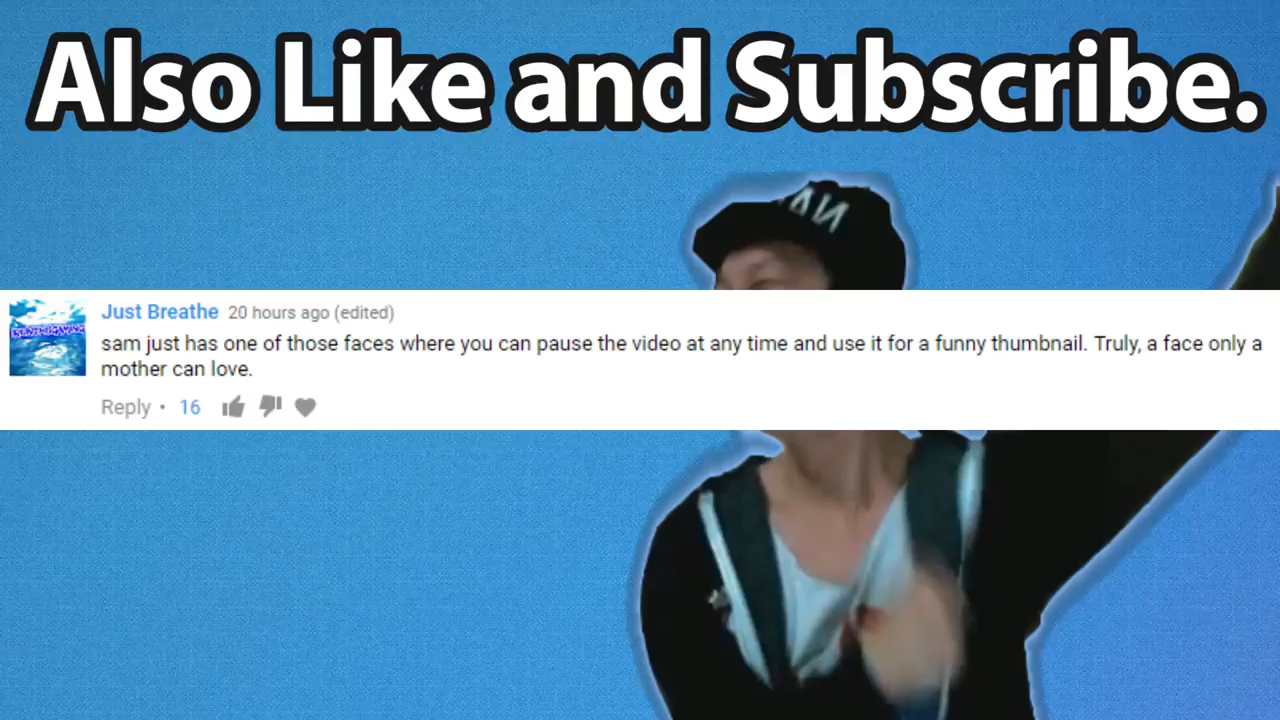 Also Like and Subscribe.
Just Breathe 20 hours ago (edited)
sam just has one of those faces where you can pause the video at any time and use it for a funny thumbnail. Truly, a face only a
mother can love.
Reply • 16